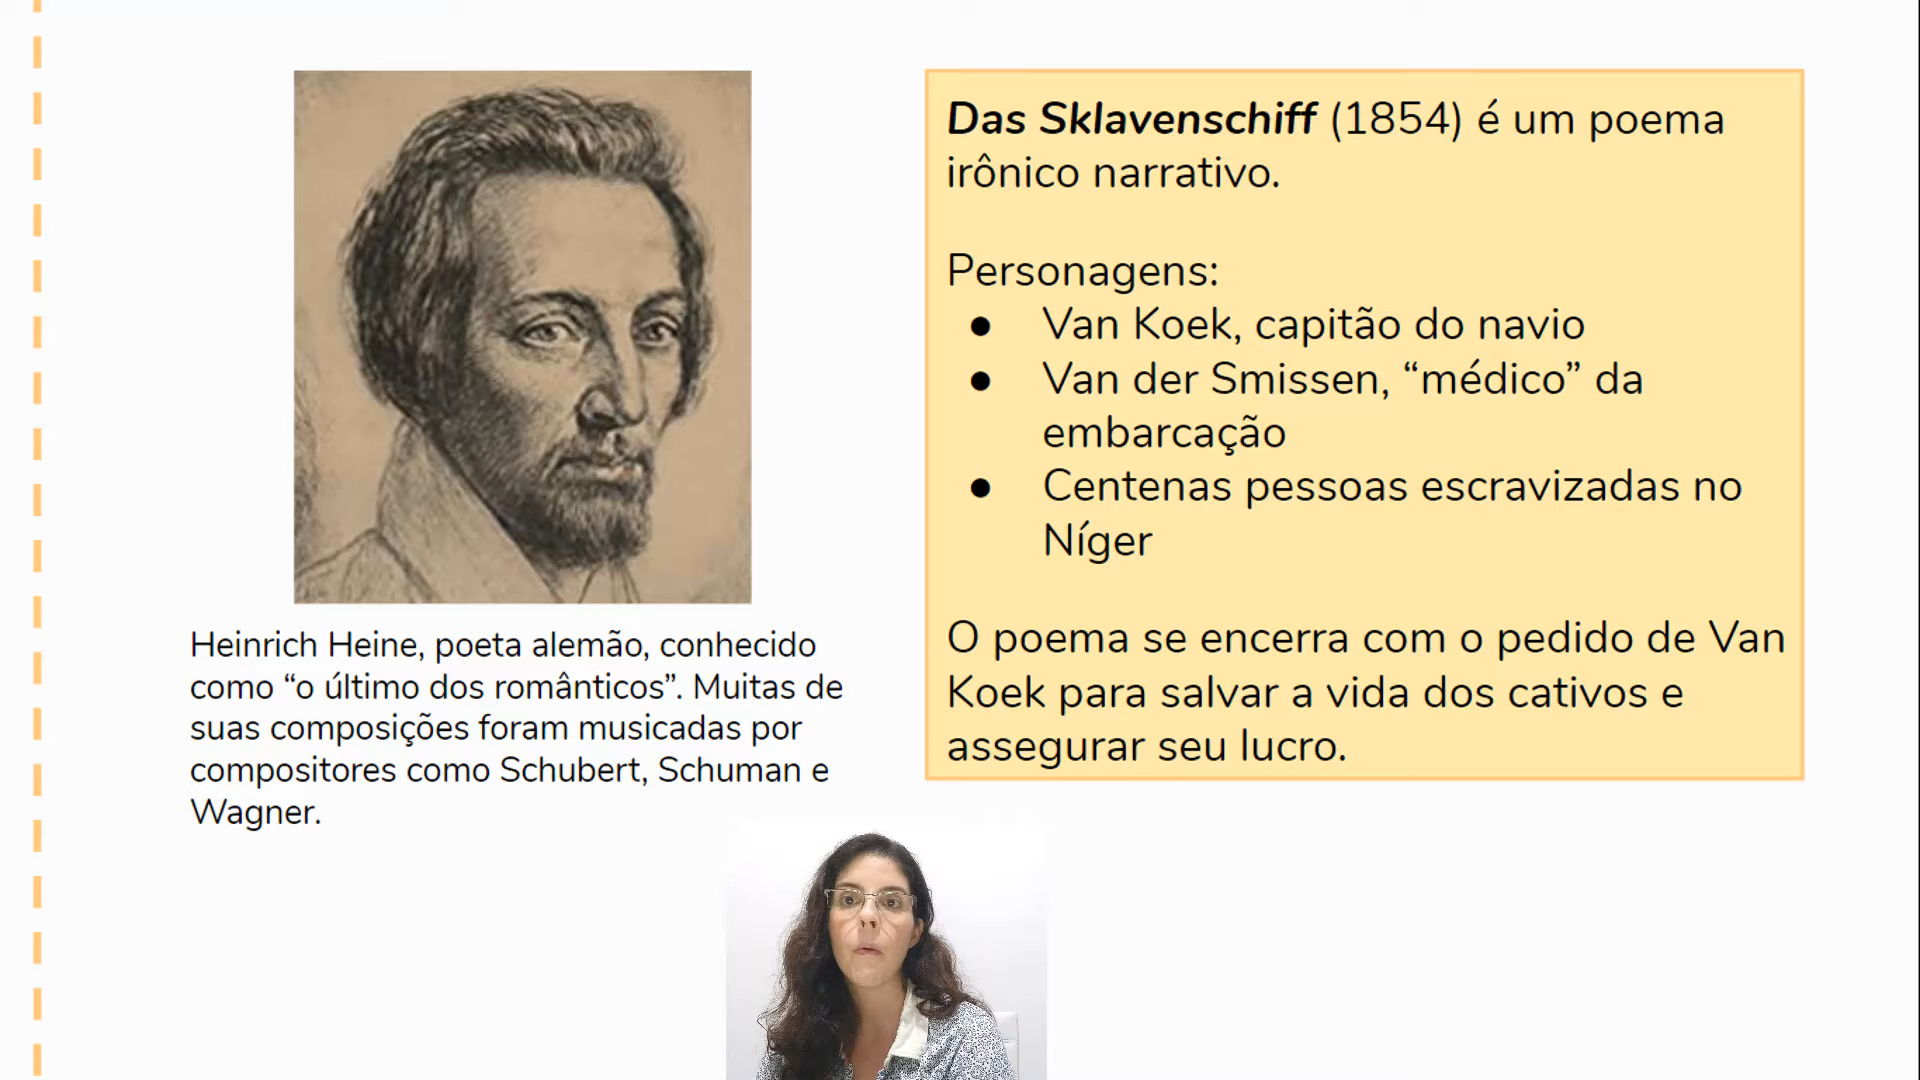 Heinrich Heine, poeta alemão, conhecido
como “o último dos românticos”. Muitas de
suas composições foram musicadas por
compositores como Schubert, Schuman e
Wagner.
Das Sklavenschiff (1854) é um poema
irônico narrativo.
Personagens:
● Van Koek, capitão do navio
● Van der Smissen, “médico” da
embarcação
● Centenas pessoas escravizadas no
Níger
O poema se encerra com o pedido de Van
Koek para salvar a vida dos cativos e
assegurar seu lucro.